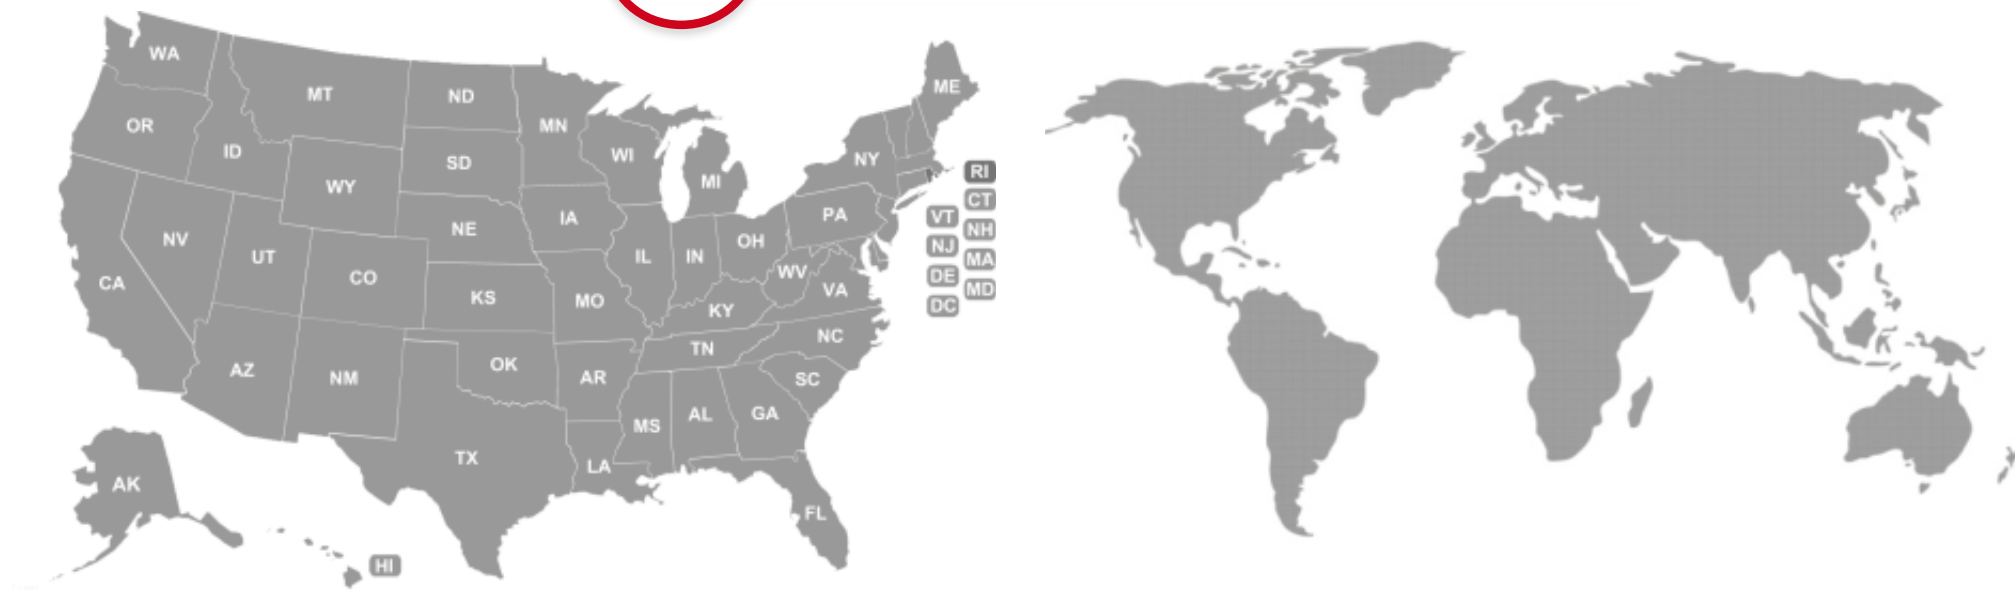 WA
MT
ND
MN
ME
OR
ID
SD
WI
NY
WY
MI
RI
CT
NE
IA
PA
VT
NH
NV
UT
CO
IL
IN
OH
NJ
MA
CA
KS
MO
WV
VA
DE
MD
KY
DC
AZ
NM
OK
AR
TN
NC
SC
MS
AL
GA
TX
LA
AK
FL
HI